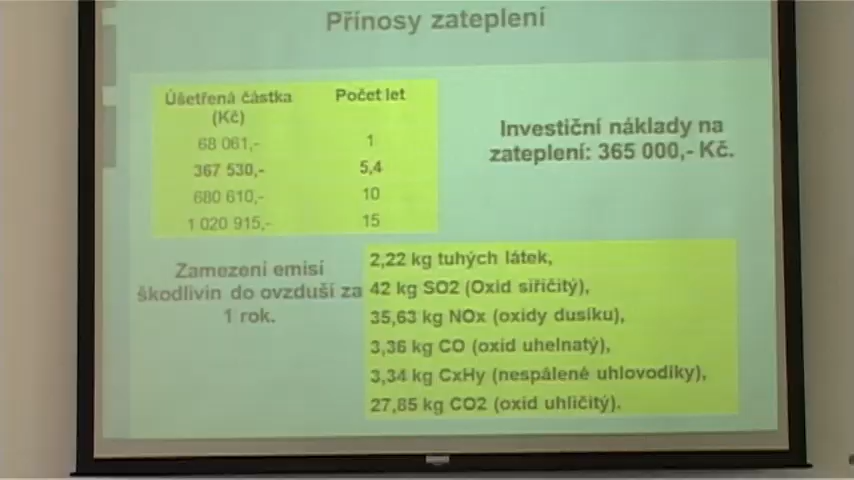 Přínosy zateplení
Úšetřená částka (Kč) Počet let
68 061,- 1
367 530,- 5,4
680 610,- 10
1 020 915,- 15
Investiční náklady na
zateplení: 365 000,- Kč.
Zamezení emisí
škodlivin do ovzduší za
1 rok.
2,22 kg tuhých látek,
42 kg SO2 (Oxid siřičitý),
35,63 kg NOx (oxidy dusíku),
3,36 kg CO (oxid uhelnatý),
3,34 kg CxHy (nespálené uhlovodíky),
27,85 kg CO2 (oxid uhličitý).